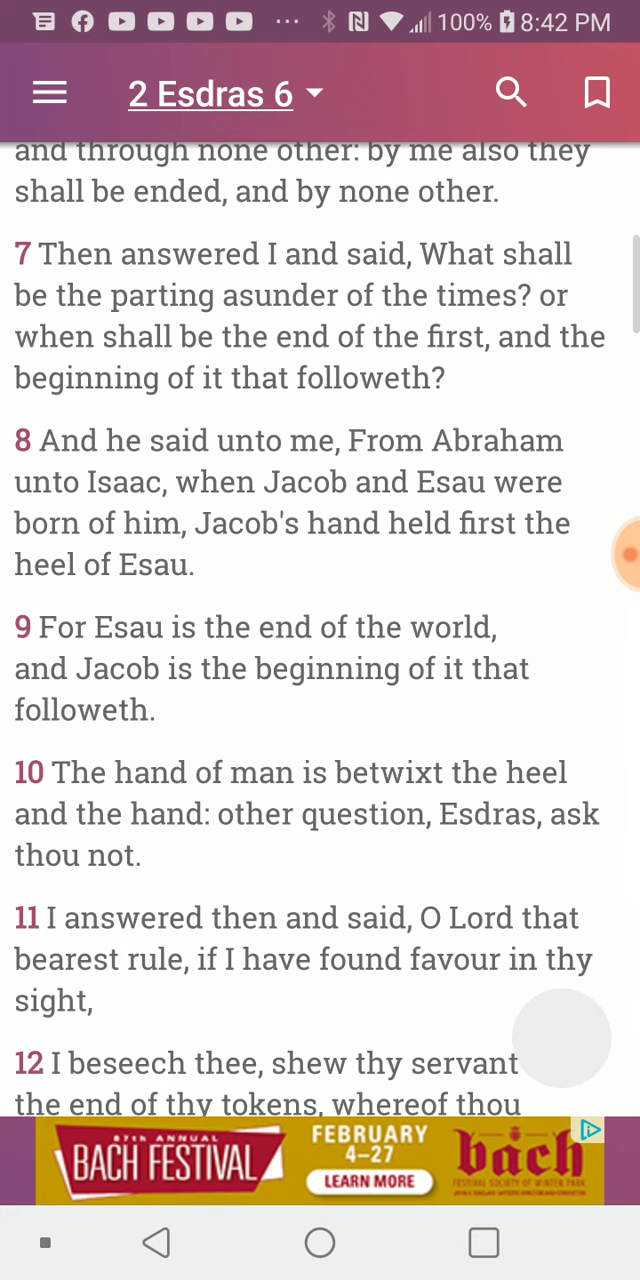 100% 8:42 PM
2 Esdras 6
and through none other: by me also they
shall be ended, and by none other.
7 Then answered I and said, What shall
be the parting asunder of the times? or
when shall be the end of the first, and the
beginning of it that followeth?
8 And he said unto me, From Abraham
unto Isaac, when Jacob and Esau were
born of him, Jacob's hand held first the
heel of Esau.
9 For Esau is the end of the world,
and Jacob is the beginning of it that
followeth.
10 The hand of man is betwixt the heel
and the hand: other question, Esdras, ask
thou not.
11 I answered then and said, O Lord that
bearest rule, if I have found favour in thy
sight,
12 I beseech thee, shew thy servant
the end of thy tokens, whereof thou
87th ANNUAL
BACH FESTIVAL
FEBRUARY
4–27
LEARN MORE
bach
FESTIVAL SOCIETY OF WINTER PARK